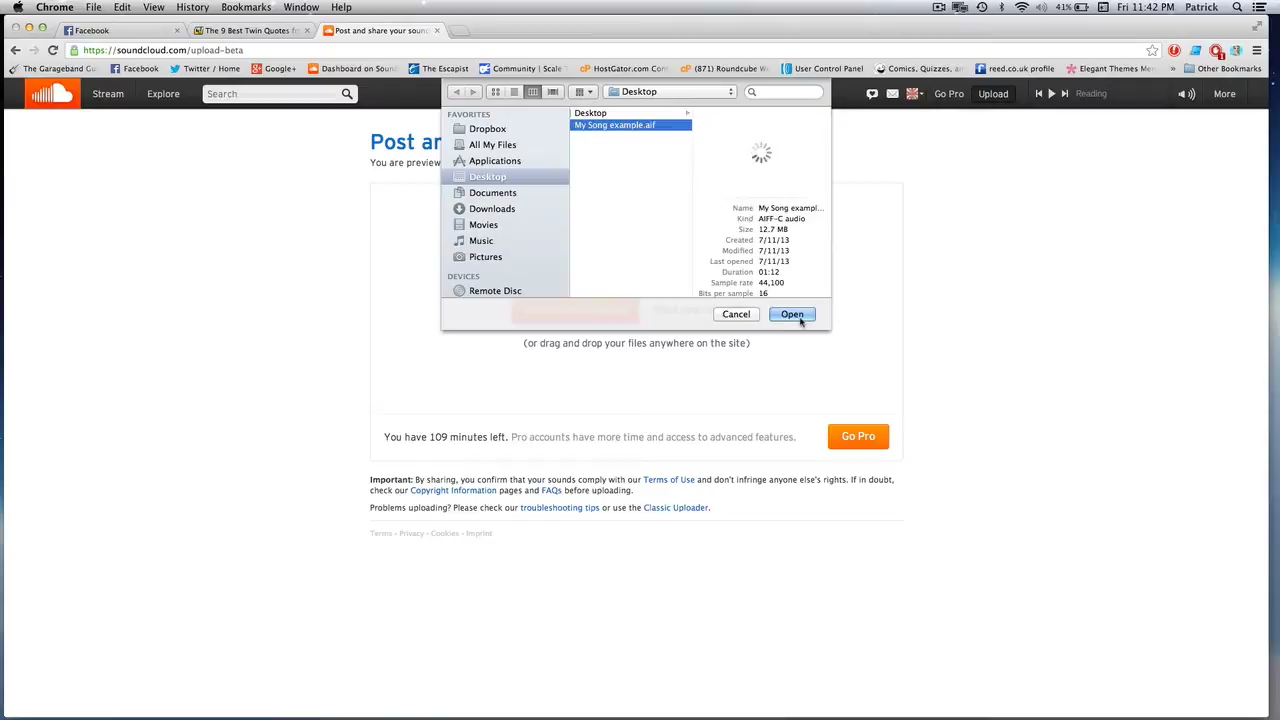 Chrome File Edit View History Bookmarks Window Help 41% Fri 11:42 PM Patrick
Facebook The 9 Best Twin Quotes fr Post and share your soun
https://soundcloud.com/upload-beta
The Garageband Gu Facebook Twitter / Home Google+ Dashboard on Soun The Escapist Community | Scale HostGator.com Con (871) Roundcube W User Control Panel Comics, Quizzes, an reed.co.uk profile Elegant Themes Mem Other Bookmarks
Stream Explore Search Go Pro Upload Reading More
Desktop
Post an
You are preview
FAVORITES
Dropbox
All My Files
Applications
Desktop
Documents
Downloads
Movies
Music
Pictures
DEVICES
Remote Disc
Desktop
My Song example.aif
Name My Song exampl...
Kind AIFF-C audio
Size 12.7 MB
Created 7/11/13
Modified 7/11/13
Last opened 7/11/13
Duration 01:12
Sample rate 44,100
Bits per sample 16
Cancel Open
(or drag and drop your files anywhere on the site)
You have 109 minutes left. Pro accounts have more time and access to advanced features. Go Pro
Important: By sharing, you confirm that your sounds comply with our Terms of Use and don't infringe anyone else's rights. If in doubt,
check our Copyright Information pages and FAQs before uploading.
Problems uploading? Please check our troubleshooting tips or use the Classic Uploader.
Terms - Privacy - Cookies - Imprint